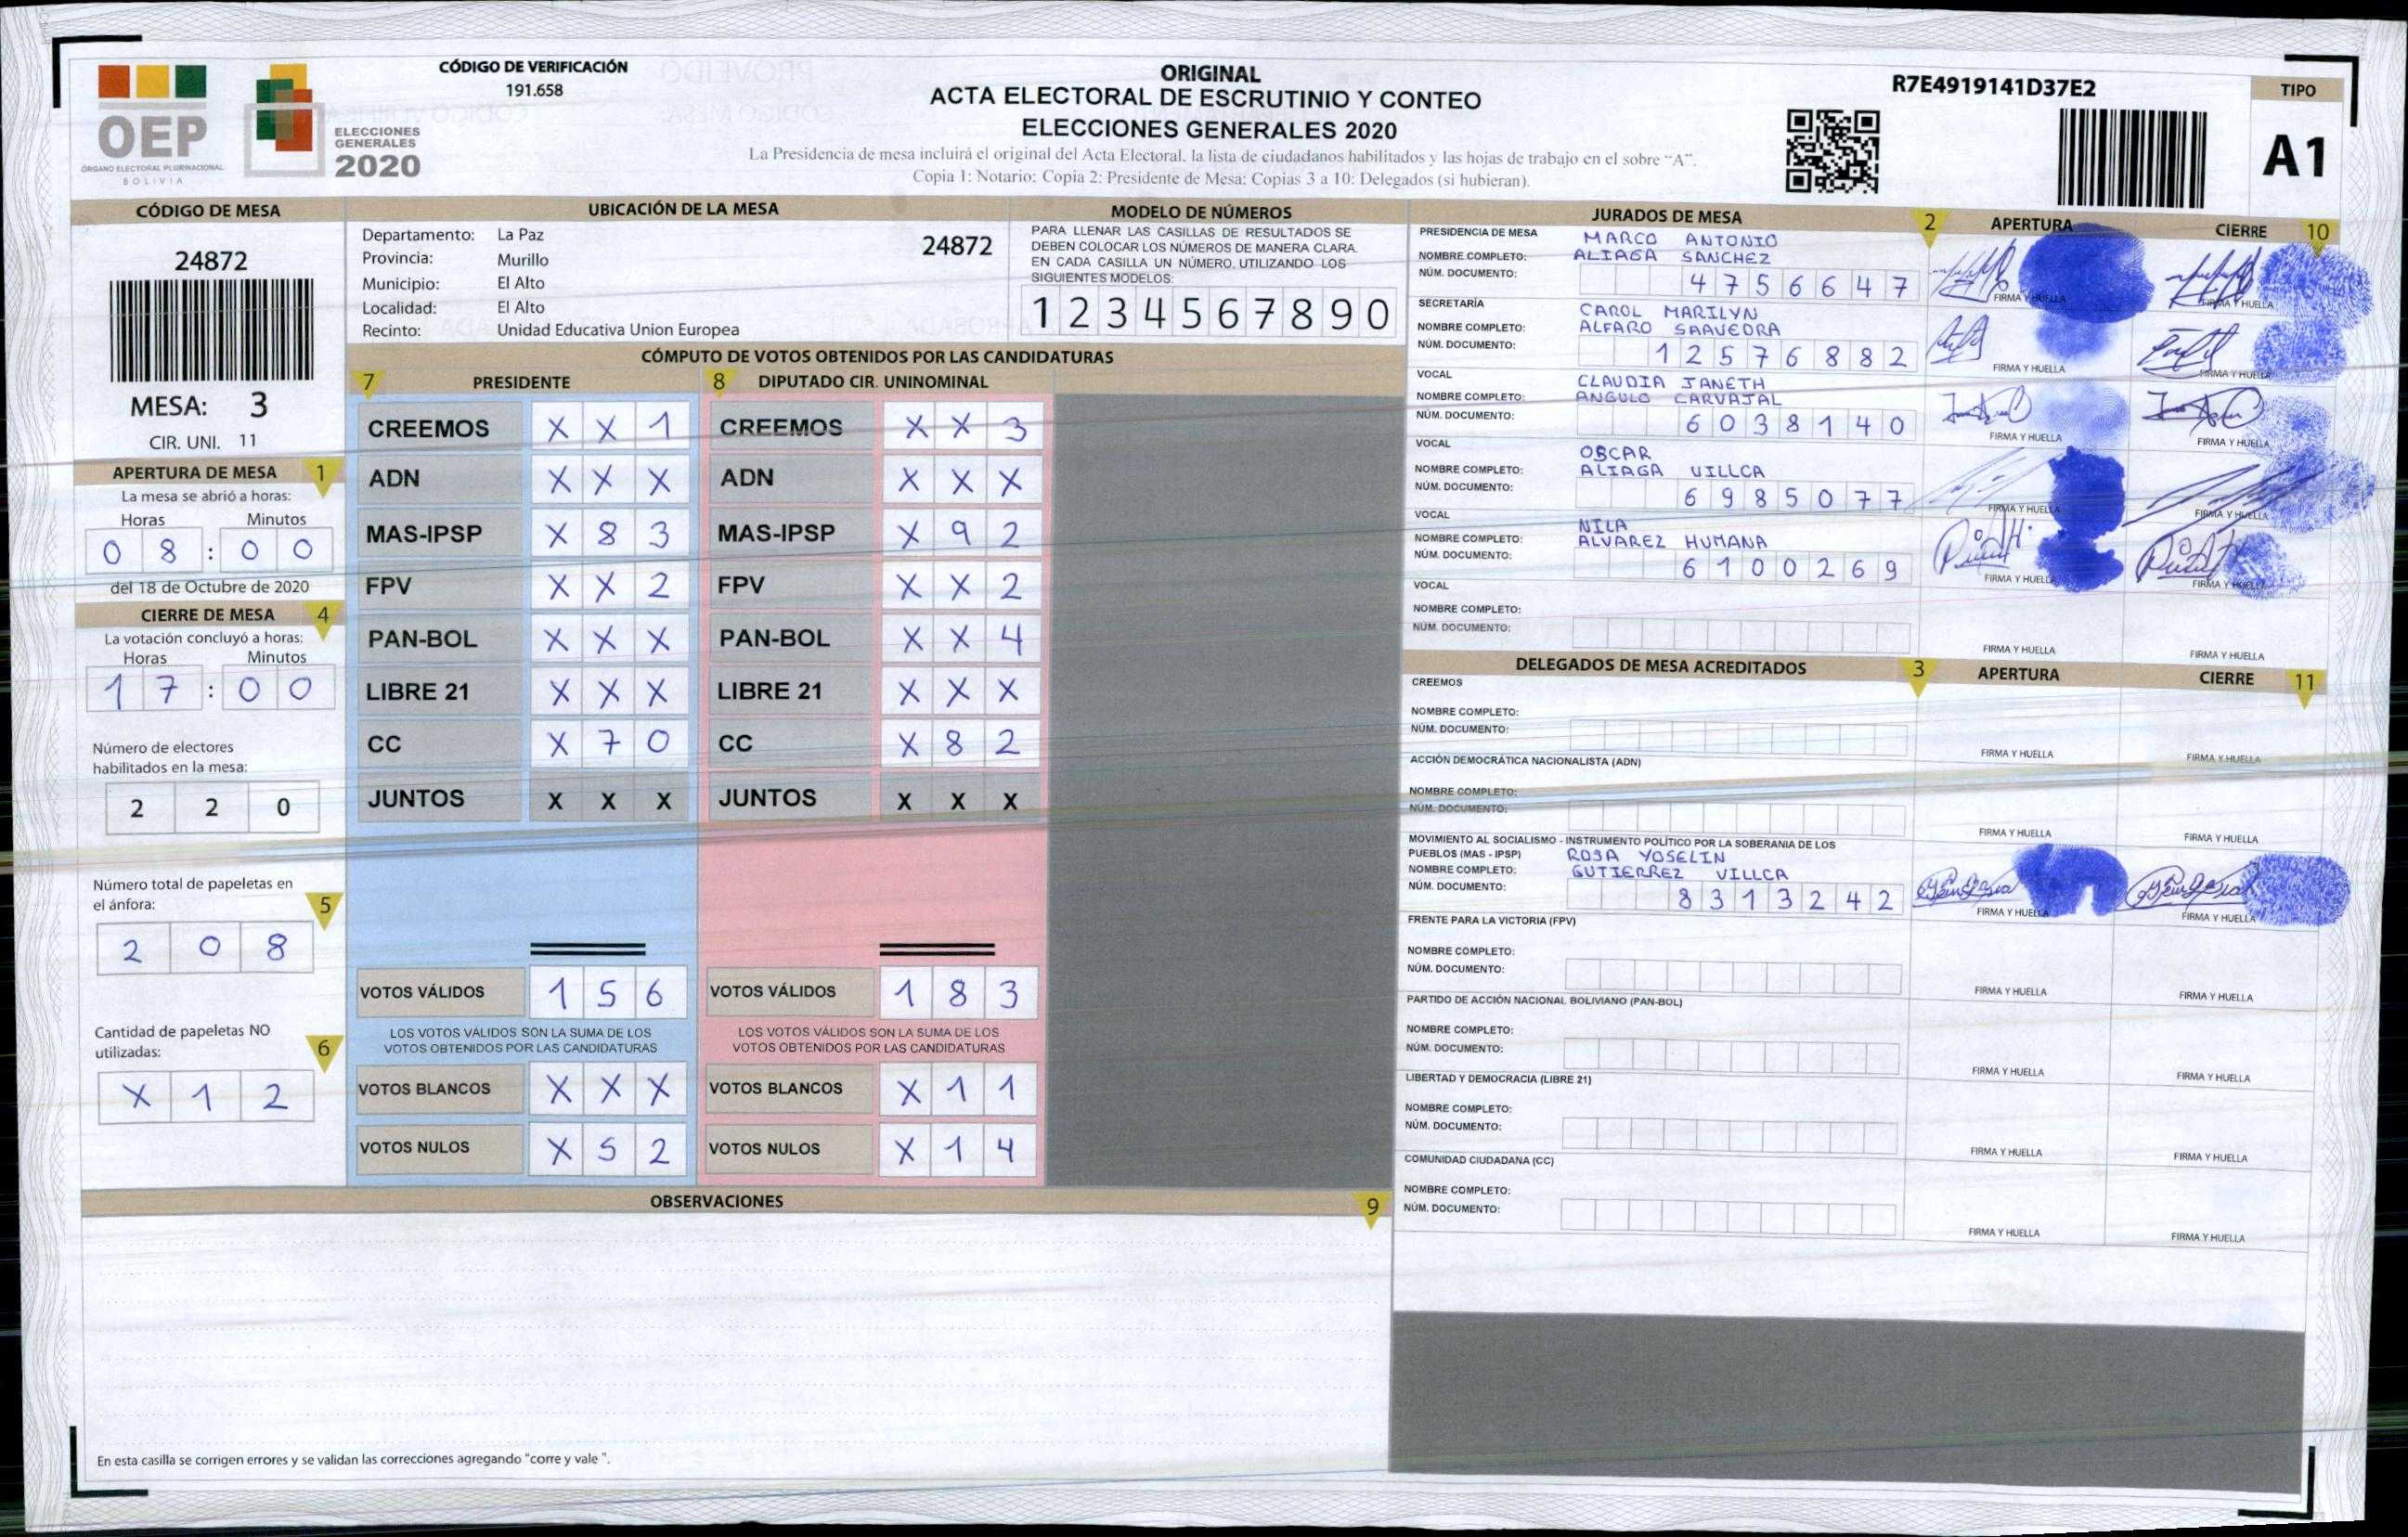 CÓDIGO DE VERIFICACIÓN
191.658
ORIGINAL
ACTA ELECTORAL DE ESCRUTINIO Y CONTEO
ELECCIONES GENERALES 2020
La Presidencia de mesa incluirá el original del Acta Electoral, la lista de ciudadanos habilitados y las hojas de trabajo en el sobre "A".
Copia 1: Notario: Copia 2: Presidente de Mesa: Copias 3 a 10: Delegados (si hubieran).
R7E4919141D37E2
TIPO
A1
OEP
ÓRGANO ELECTORAL PLURINACIONAL
BOLIVIA
ELECCIONES
GENERALES
2020
CÓDIGO DE MESA
24872
MESA: 3
CIR. UNI. 11
APERTURA DE MESA 1
La mesa se abrió a horas:
Horas Minutos
0 8 : 0 0
del 18 de Octubre de 2020
CIERRE DE MESA 4
La votación concluyó a horas:
Horas Minutos
1 7 : 0 0
Número de electores
habilitados en la mesa:
2 2 0
Número total de papeletas en
el ánfora: 5
2 0 8
Cantidad de papeletas NO
utilizadas: 6
X 1 2
UBICACIÓN DE LA MESA
Departamento: La Paz
24872
Provincia: Murillo
Municipio: El Alto
Localidad: El Alto
Recinto: Unidad Educativa Union Europea
MODELO DE NÚMEROS
PARA LLENAR LAS CASILLAS DE RESULTADOS SE
DEBEN COLOCAR LOS NÚMEROS DE MANERA CLARA.
EN CADA CASILLA UN NÚMERO, UTILIZANDO LOS
SIGUIENTES MODELOS:
1 2 3 4 5 6 7 8 9 0
CÓMPUTO DE VOTOS OBTENIDOS POR LAS CANDIDATURAS
7 PRESIDENTE 8 DIPUTADO CIR. UNINOMINAL
CREEMOS X X 1 CREEMOS X X 3
ADN X X X ADN X X X
MAS-IPSP X 8 3 MAS-IPSP X 9 2
FPV X X 2 FPV X X 2
PAN-BOL X X X PAN-BOL X X 4
LIBRE 21 X X X LIBRE 21 X X X
CC X 7 0 CC X 8 2
JUNTOS X X X JUNTOS X X X
VOTOS VÁLIDOS 1 5 6 VOTOS VÁLIDOS 1 8 3
LOS VOTOS VÁLIDOS SON LA SUMA DE LOS LOS VOTOS VÁLIDOS SON LA SUMA DE LOS
VOTOS OBTENIDOS POR LAS CANDIDATURAS VOTOS OBTENIDOS POR LAS CANDIDATURAS
VOTOS BLANCOS X X X VOTOS BLANCOS X 1 1
VOTOS NULOS X 5 2 VOTOS NULOS X 1 4
OBSERVACIONES 9
En esta casilla se corrigen errores y se validan las correcciones agregando "corre y vale ".
JURADOS DE MESA 2 APERTURA CIERRE 10
PRESIDENCIA DE MESA MARCO ANTONIO
NOMBRE COMPLETO: ALIAGA SANCHEZ
NÚM. DOCUMENTO: 4 7 5 6 6 4 7
FIRMA Y HUELLA FIRMA Y HUELLA
SECRETARÍA CAROL MARILYN
NOMBRE COMPLETO: ALFARO SAAVEDRA
NÚM. DOCUMENTO: 1 2 5 7 6 8 8 2
FIRMA Y HUELLA FIRMA Y HUELLA
VOCAL CLAUDIA JANETH
NOMBRE COMPLETO: ANGULO CARVAJAL
NÚM. DOCUMENTO: 6 0 3 8 1 4 0
FIRMA Y HUELLA FIRMA Y HUELLA
VOCAL OSCAR
NOMBRE COMPLETO: ALIAGA VILLCA
NÚM. DOCUMENTO: 6 9 8 5 0 7 7
FIRMA Y HUELLA FIRMA Y HUELLA
VOCAL NILA
NOMBRE COMPLETO: ALVAREZ HUMANA
NÚM. DOCUMENTO: 6 1 0 0 2 6 9
FIRMA Y HUELLA FIRMA Y HUELLA
VOCAL
NOMBRE COMPLETO:
NÚM. DOCUMENTO:
FIRMA Y HUELLA FIRMA Y HUELLA
DELEGADOS DE MESA ACREDITADOS 3 APERTURA CIERRE 11
CREEMOS
NOMBRE COMPLETO:
NÚM. DOCUMENTO:
FIRMA Y HUELLA FIRMA Y HUELLA
ACCIÓN DEMOCRÁTICA NACIONALISTA (ADN)
NOMBRE COMPLETO:
NÚM. DOCUMENTO:
FIRMA Y HUELLA FIRMA Y HUELLA
MOVIMIENTO AL SOCIALISMO - INSTRUMENTO POLÍTICO POR LA SOBERANIA DE LOS
PUEBLOS (MAS - IPSP) ROSA YOSELIN
NOMBRE COMPLETO: GUTIERREZ VILLCA
NÚM. DOCUMENTO: 8 3 1 3 2 4 2
FIRMA Y HUELLA FIRMA Y HUELLA
FRENTE PARA LA VICTORIA (FPV)
NOMBRE COMPLETO:
NÚM. DOCUMENTO:
FIRMA Y HUELLA FIRMA Y HUELLA
PARTIDO DE ACCIÓN NACIONAL BOLIVIANO (PAN-BOL)
NOMBRE COMPLETO:
NÚM. DOCUMENTO:
FIRMA Y HUELLA FIRMA Y HUELLA
LIBERTAD Y DEMOCRACIA (LIBRE 21)
NOMBRE COMPLETO:
NÚM. DOCUMENTO:
FIRMA Y HUELLA FIRMA Y HUELLA
COMUNIDAD CIUDADANA (CC)
NOMBRE COMPLETO:
NÚM. DOCUMENTO:
FIRMA Y HUELLA FIRMA Y HUELLA